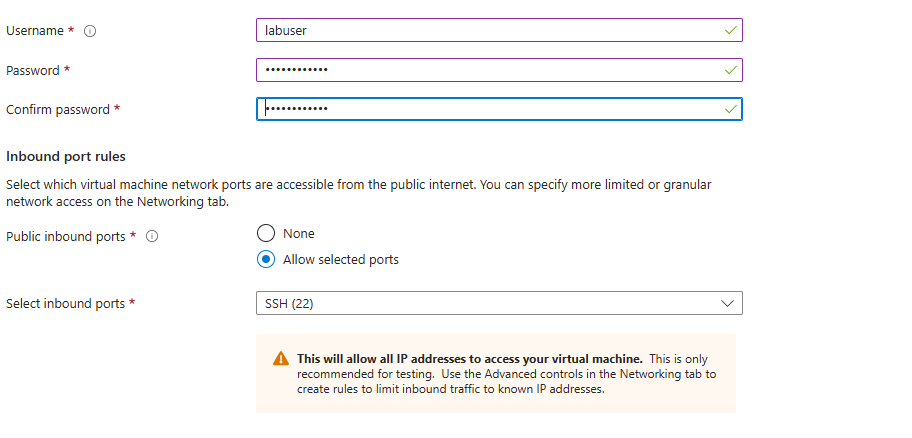 Username *
labuser
Password *
••••••••••••
Confirm password *
••••••••••••
Inbound port rules
Select which virtual machine network ports are accessible from the public internet. You can specify more limited or granular
network access on the Networking tab.
Public inbound ports *
None
Allow selected ports
Select inbound ports *
SSH (22)
This will allow all IP addresses to access your virtual machine. This is only
recommended for testing. Use the Advanced controls in the Networking tab to
create rules to limit inbound traffic to known IP addresses.